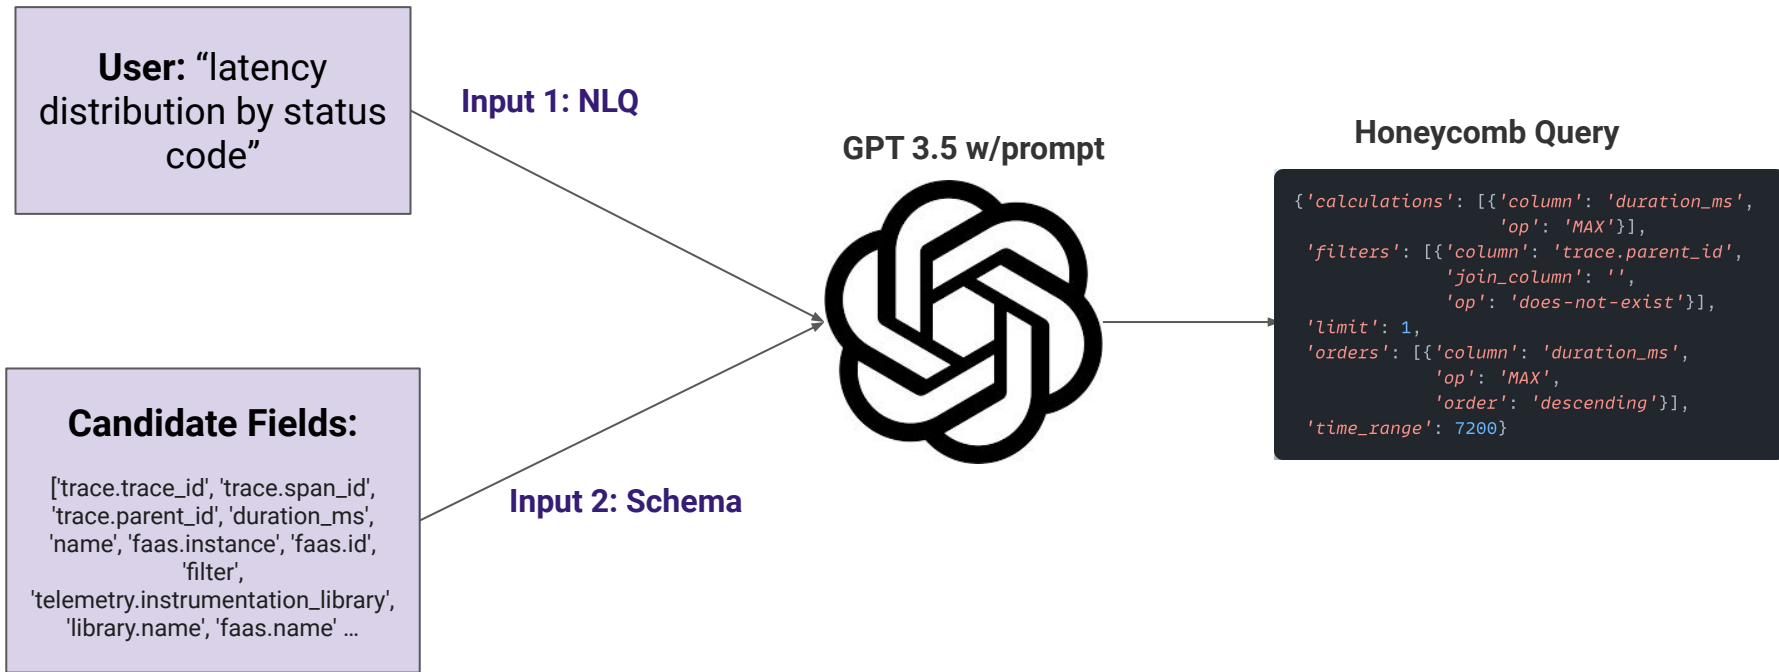 User: “latency
distribution by status
code”
Input 1: NLQ
Candidate Fields:
['trace.trace_id', 'trace.span_id',
'trace.parent_id', 'duration_ms',
'name', 'faas.instance', 'faas.id',
'filter',
'telemetry.instrumentation_library',
'library.name', 'faas.name' ...
Input 2: Schema
GPT 3.5 w/prompt
Honeycomb Query
{'calculations': [{'column': 'duration_ms',
'op': 'MAX'}],
'filters': [{'column': 'trace.parent_id',
'join_column': '',
'op': 'does-not-exist'}],
'limit': 1,
'orders': [{'column': 'duration_ms',
'op': 'MAX',
'order': 'descending'}],
'time_range': 7200}